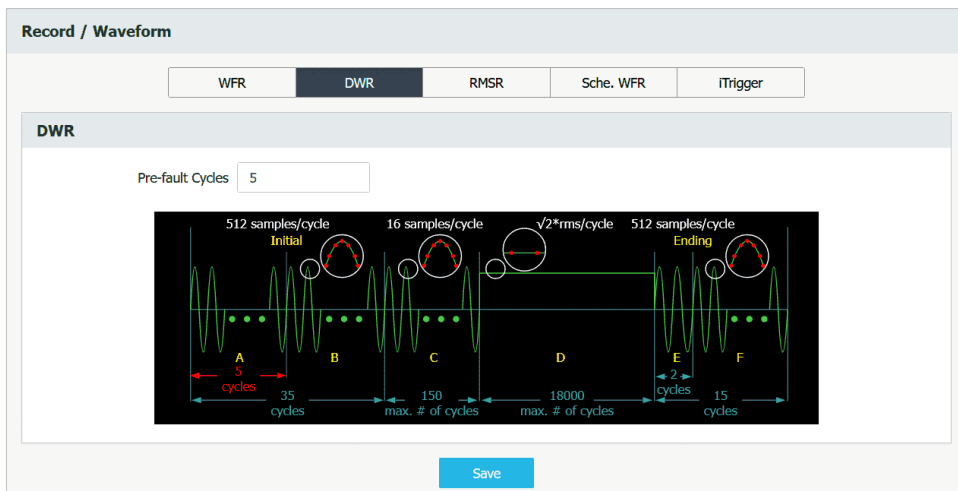 Record / Waveform
WFR DWR RMSR Sche. WFR iTrigger
DWR
Pre-fault Cycles 5
512 samples/cycle 16 samples/cycle √2*rms/cycle 512 samples/cycle
Initial Ending
A B C D E F
5
cycles
2
cycles
35
cycles
150
max. # of cycles
18000
max. # of cycles
15
cycles
Save